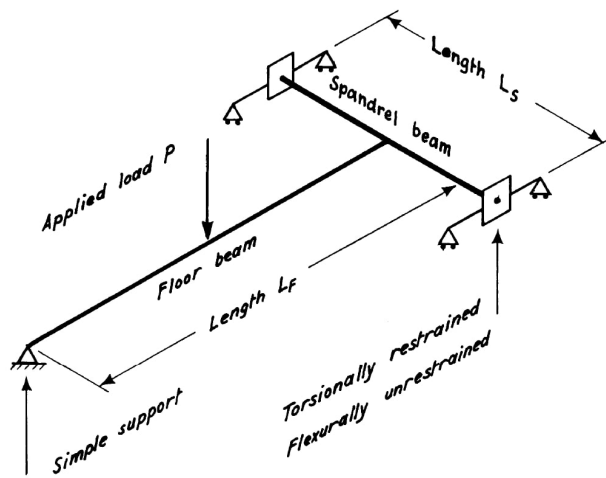 Length LS
Spandrel beam
Applied load P
Floor beam
Length LF
Torsionally restrained
Flexurally unrestrained
Simple support